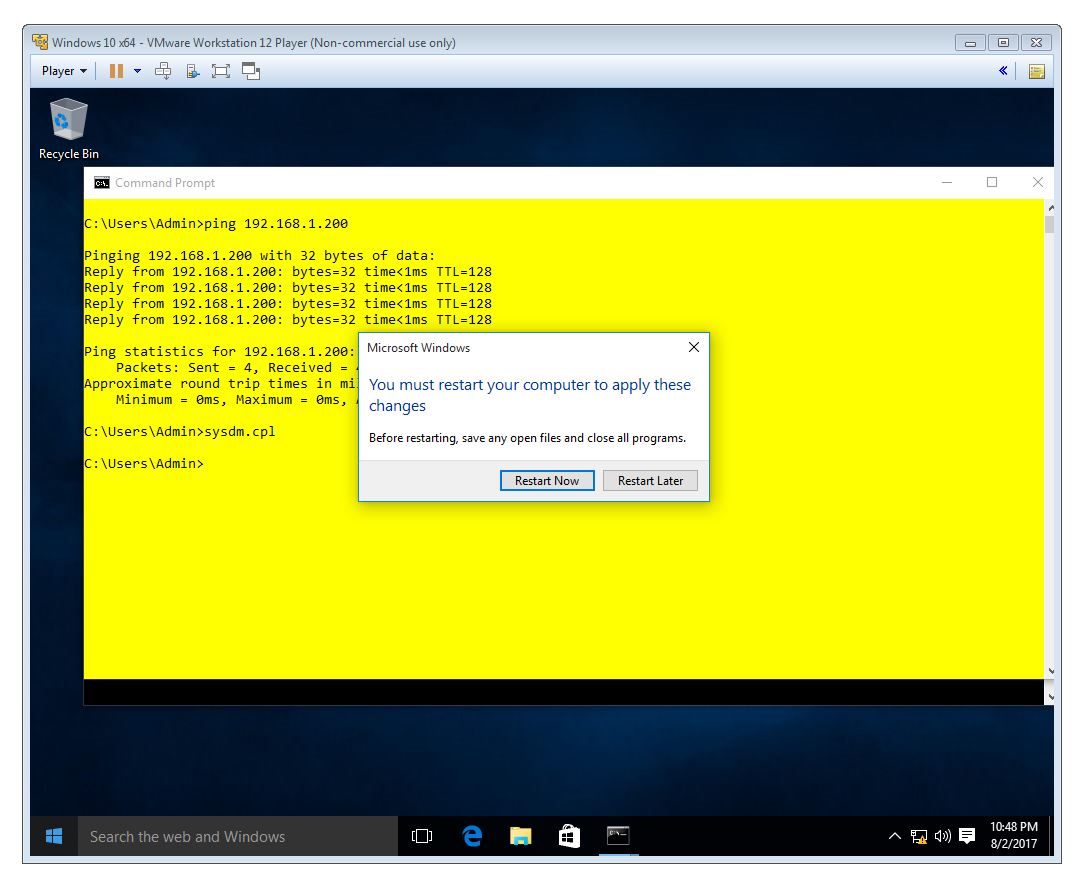 Windows 10 x64 - VMware Workstation 12 Player (Non-commercial use only)
Player
Recycle Bin
Command Prompt
C:\Users\Admin>ping 192.168.1.200
Pinging 192.168.1.200 with 32 bytes of data:
Reply from 192.168.1.200: bytes=32 time<1ms TTL=128
Reply from 192.168.1.200: bytes=32 time<1ms TTL=128
Reply from 192.168.1.200: bytes=32 time<1ms TTL=128
Reply from 192.168.1.200: bytes=32 time<1ms TTL=128
Ping statistics for 192.168.1.200:
Packets: Sent = 4, Received =
Approximate round trip times in
Minimum = 0ms, Maximum = 0ms,
C:\Users\Admin>sysdm.cpl
C:\Users\Admin>
Microsoft Windows
You must restart your computer to apply these
changes
Before restarting, save any open files and close all programs.
Restart Now
Restart Later
Search the web and Windows
10:48 PM
8/2/2017